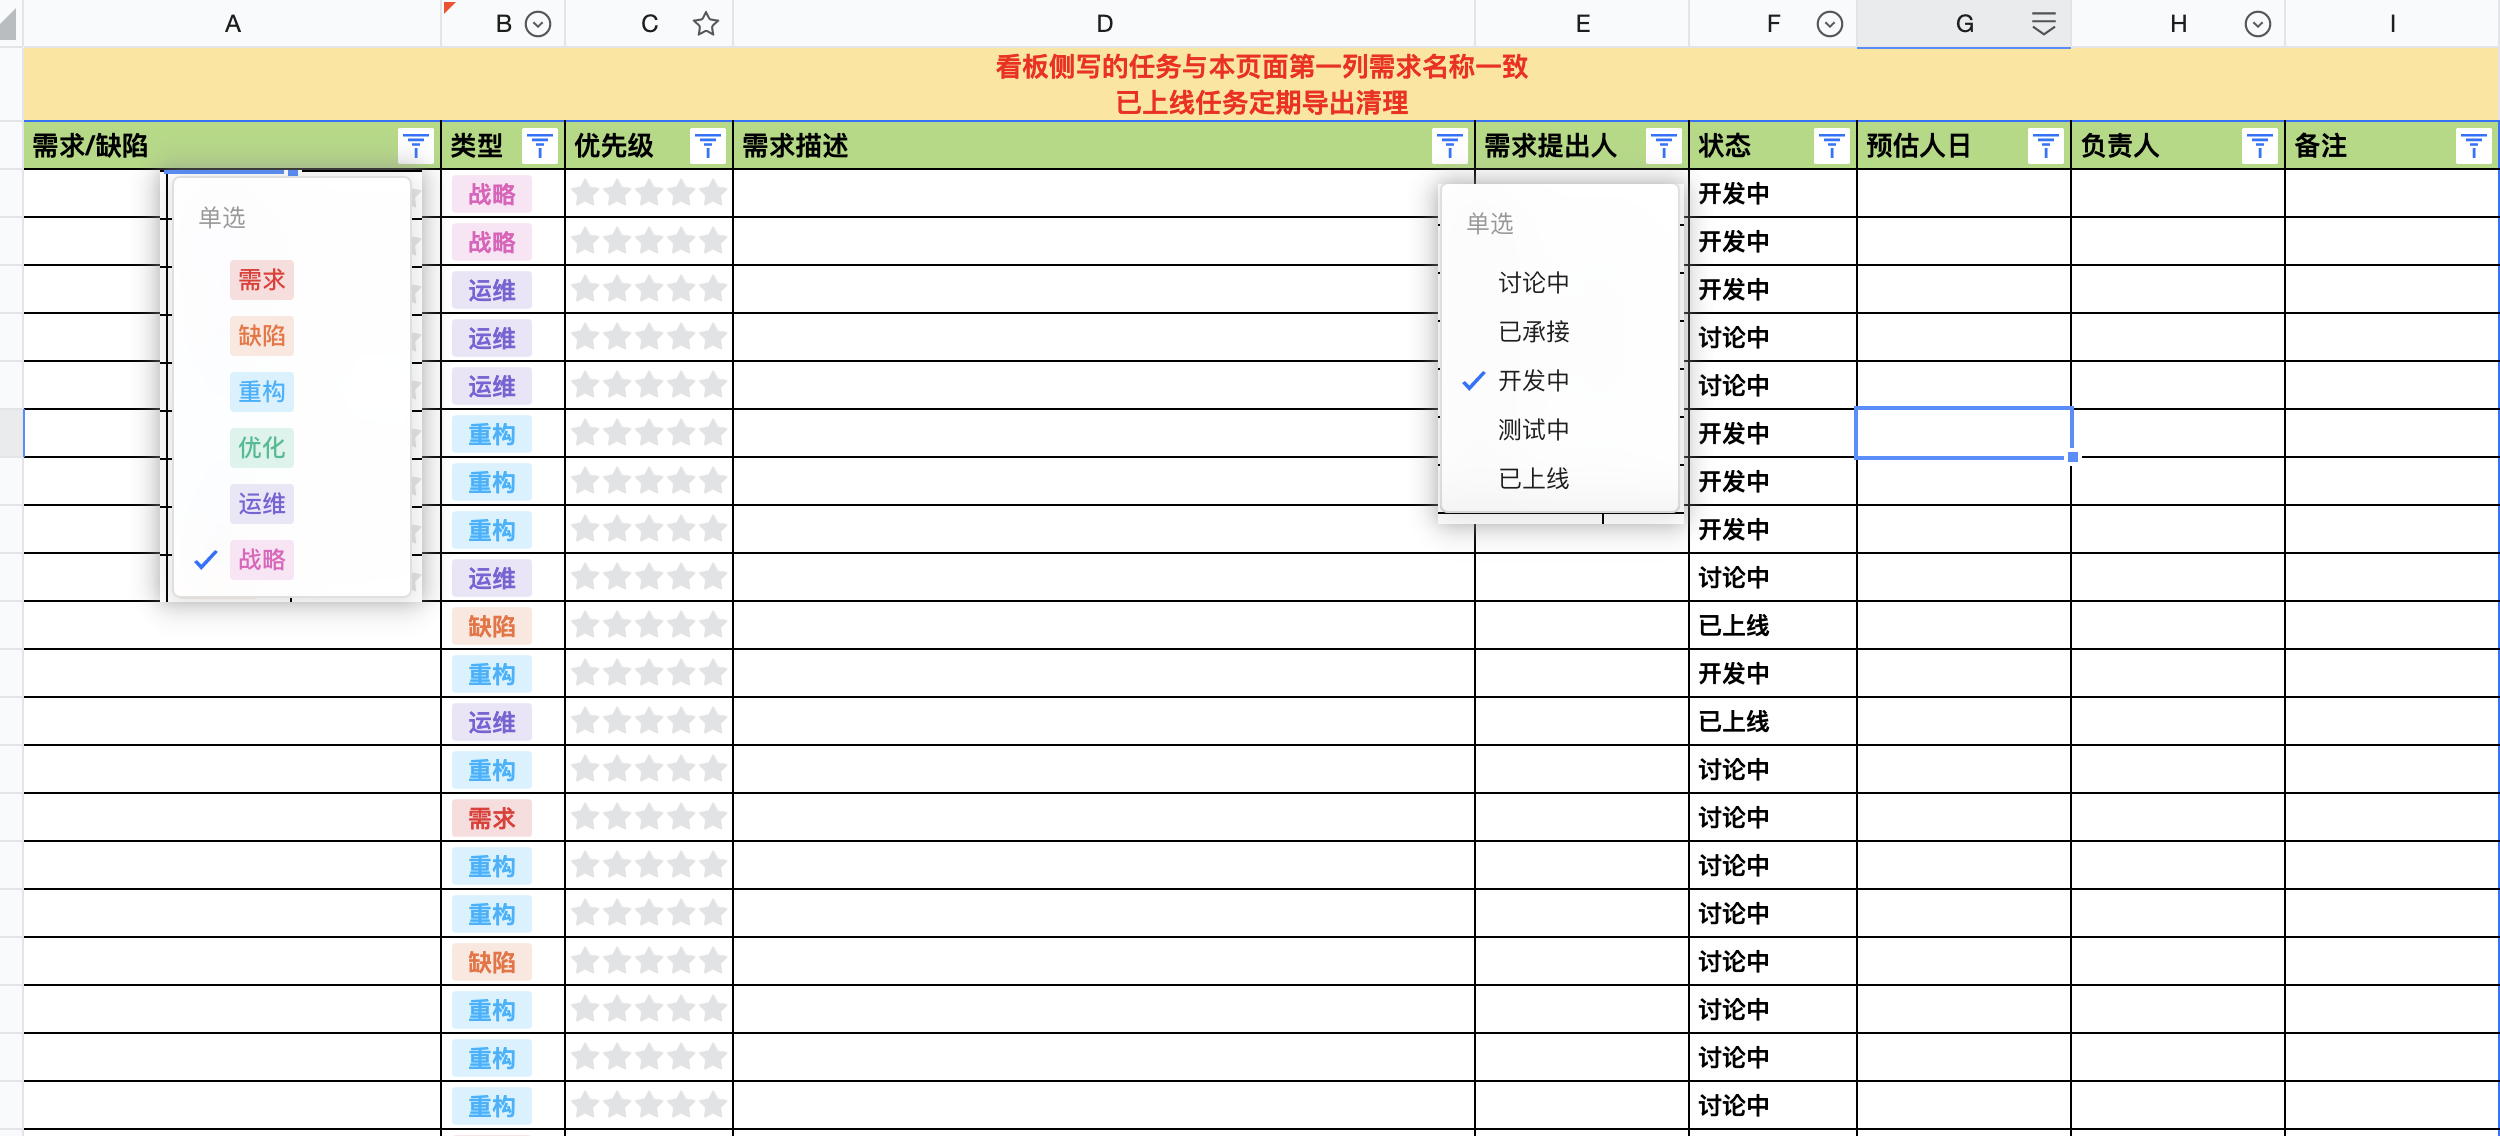 A B C D E F G H I
看板侧写的任务与本页面第一列需求名称一致
已上线任务定期导出清理
需求/缺陷 类型 优先级 需求描述 需求提出人 状态 预估人日 负责人 备注
单选
需求
缺陷
重构
优化
运维
战略
单选
讨论中
已承接
开发中
测试中
已上线
战略 开发中
战略 开发中
运维 开发中
运维 讨论中
运维 讨论中
重构 开发中
重构 开发中
重构 开发中
运维 讨论中
缺陷 已上线
重构 开发中
运维 已上线
重构 讨论中
需求 讨论中
重构 讨论中
重构 讨论中
缺陷 讨论中
重构 讨论中
重构 讨论中
重构 讨论中